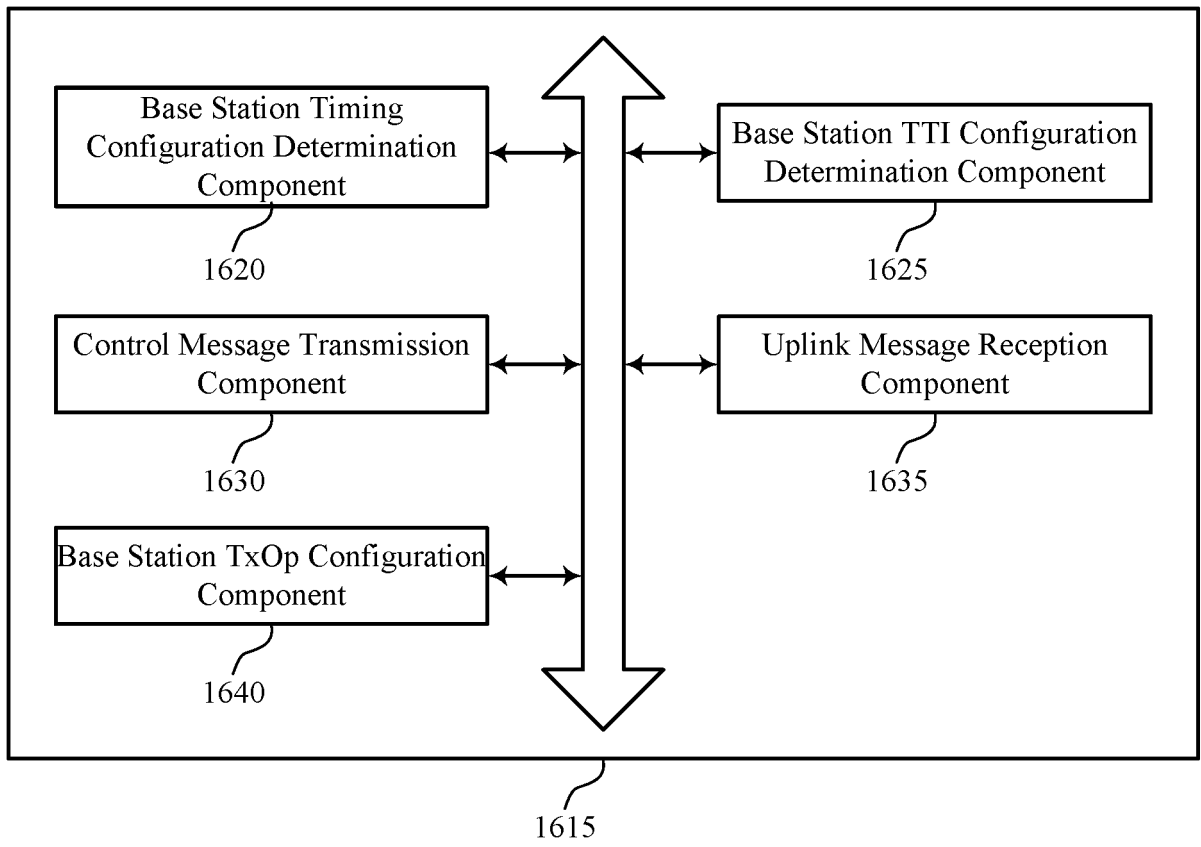 Base Station Timing
Configuration Determination
Component
1620
Base Station TTI Configuration
Determination Component
1625
Control Message Transmission
Component
1630
Uplink Message Reception
Component
1635
Base Station TxOp Configuration
Component
1640
1615